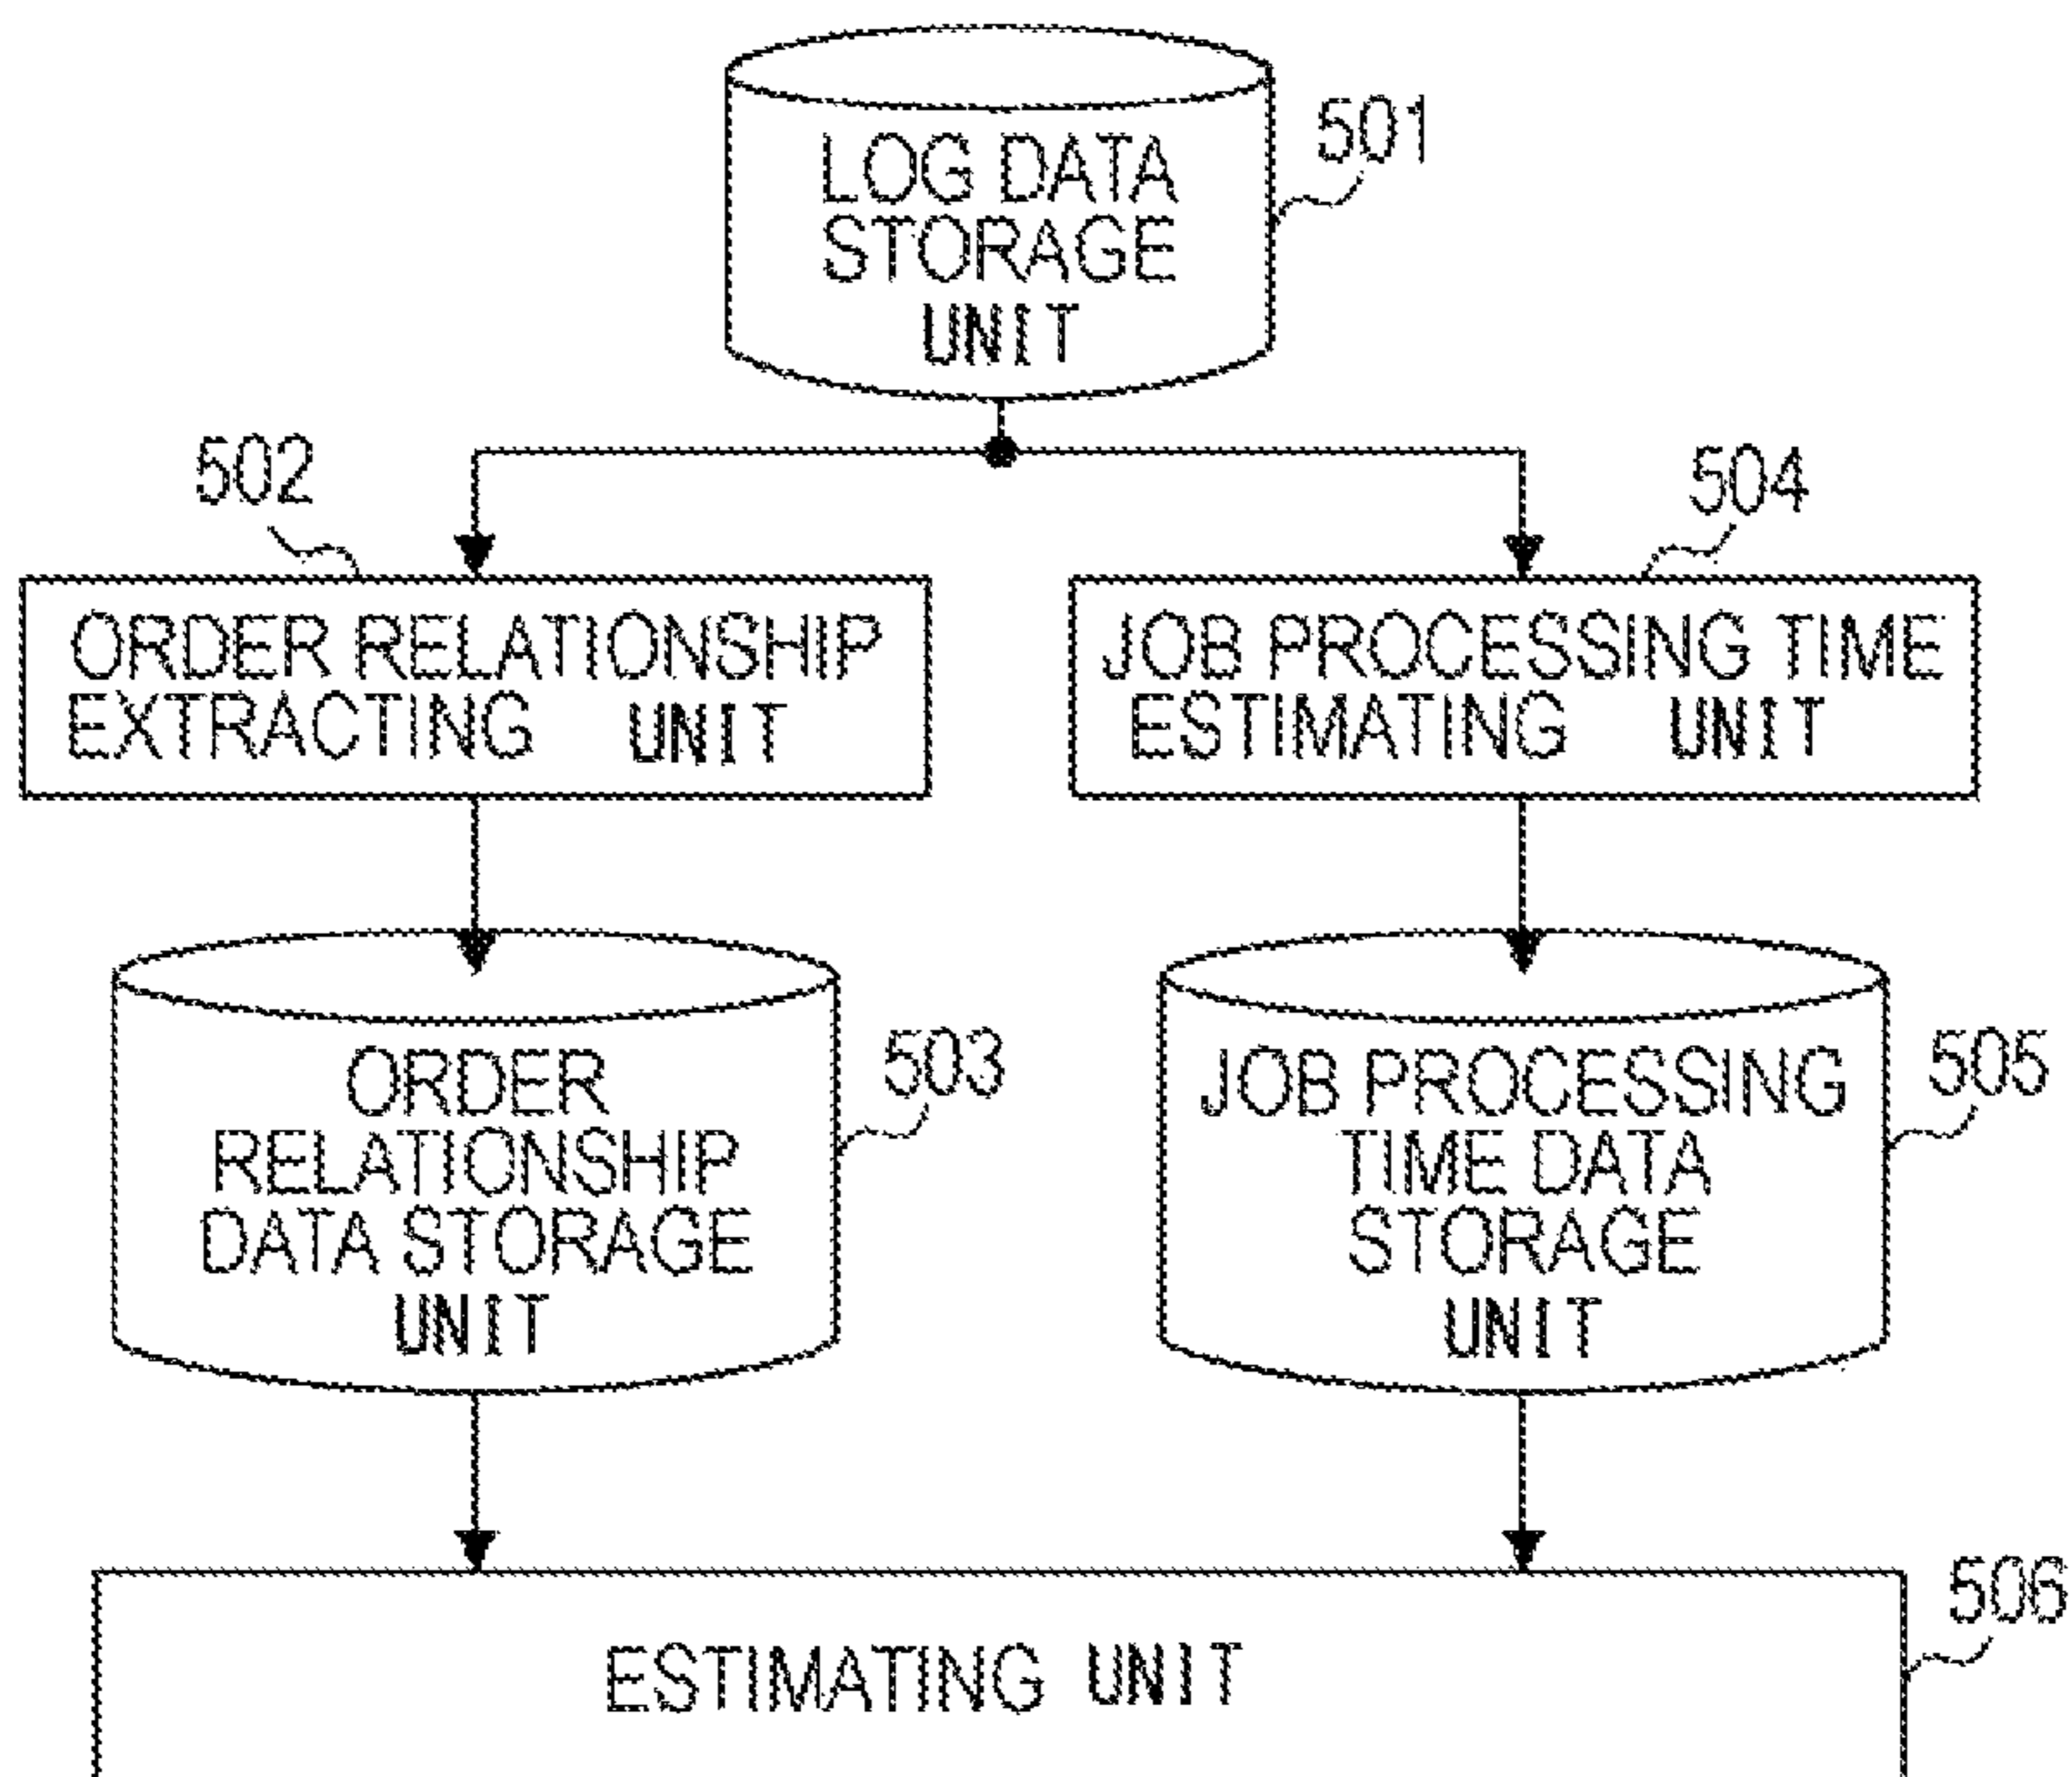 LOG DATA
STORAGE
UNIT
501
502
504
ORDER RELATIONSHIP
EXTRACTING UNIT
JOB PROCESSING TIME
ESTIMATING UNIT
ORDER
RELATIONSHIP
DATA STORAGE
UNIT
503
JOB PROCESSING
TIME DATA
STORAGE
UNIT
505
ESTIMATING UNIT
506